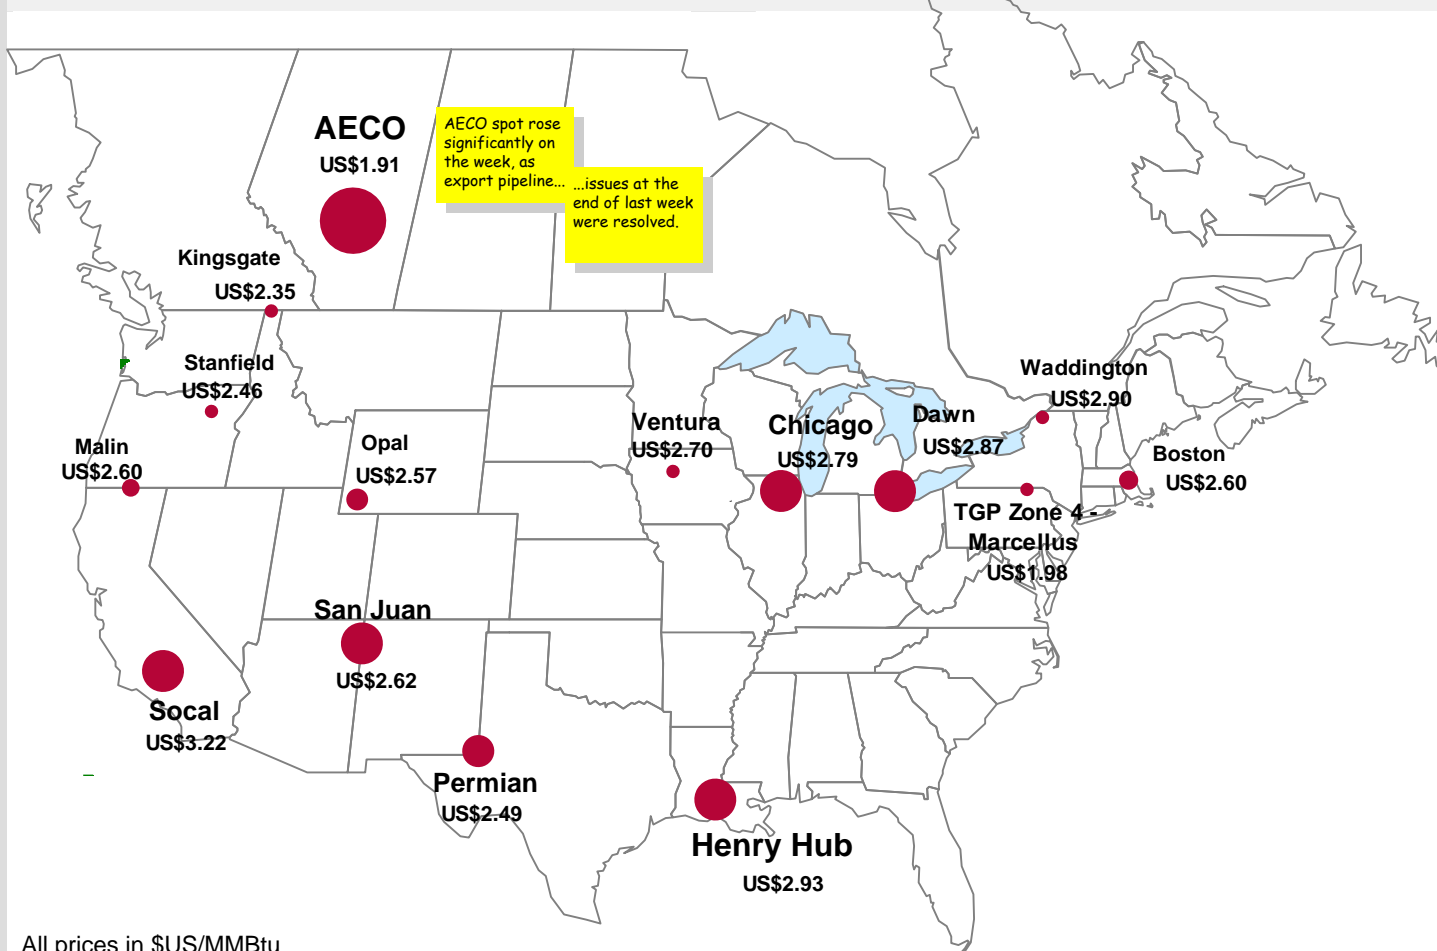 AECO
US$1.91
AECO spot rose
significantly on
the week, as
export pipeline...
...issues at the
end of last week
were resolved.
Kingsgate
US$2.35
Stanfield
US$2.46
Malin
US$2.60
Opal
US$2.57
Ventura
US$2.70
Chicago
US$2.79
Dawn
US$2.87
Waddington
US$2.90
Boston
US$2.60
TGP Zone 4 -
Marcellus
US$1.98
San Juan
US$2.62
Socal
US$3.22
Permian
US$2.49
Henry Hub
US$2.93
All prices in $US/MMBtu